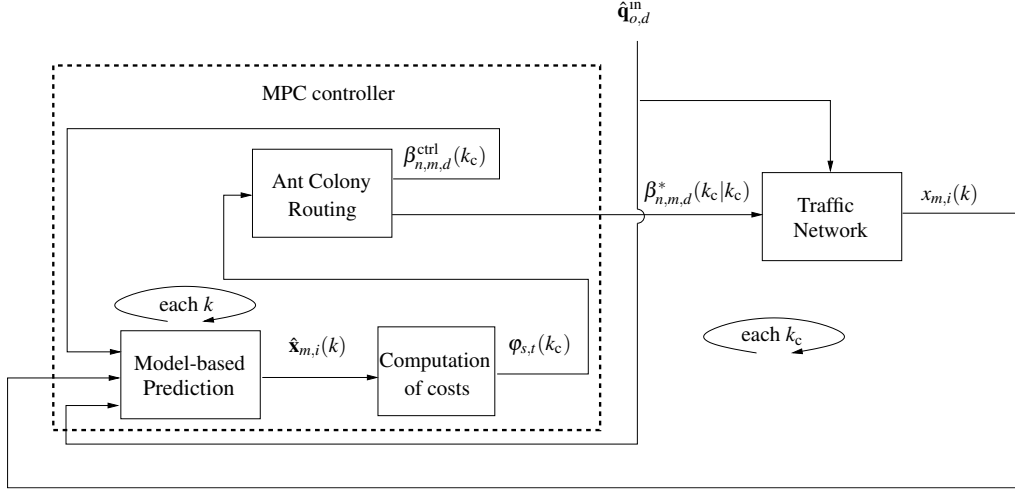 q̂ⁱⁿₒ,d
MPC controller
β^ctrl_n,m,d(k_c)
Ant Colony
Routing
β*_n,m,d(k_c|k_c)
Traffic
Network
x_m,i(k)
each k
each k_c
Model-based
Prediction
x̂_m,i(k)
Computation
of costs
φ_s,t(k_c)